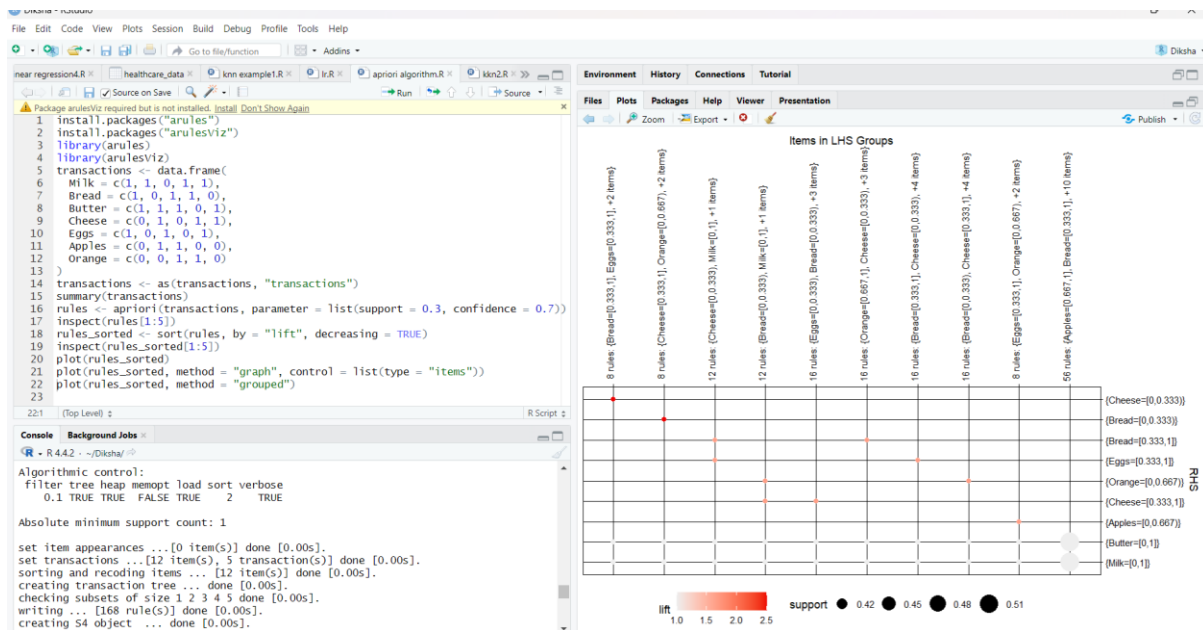 Diksha - RStudio
File Edit Code View Plots Session Build Debug Profile Tools Help
Go to file/function
Addins
Diksha
near regression4.R
healthcare_data
knn example1.R
lr.R
apriori algorithm.R
kkn2.R
Source on Save
Run
Source
Package arulesViz required but is not installed. Install Don't Show Again
1 install.packages("arules")
2 install.packages("arulesViz")
3 library(arules)
4 library(arulesViz)
5 transactions <- data.frame(
6 Milk = c(1, 1, 0, 1, 1),
7 Bread = c(1, 0, 1, 1, 0),
8 Butter = c(1, 1, 1, 0, 1),
9 Cheese = c(0, 1, 0, 1, 1),
10 Eggs = c(1, 0, 1, 0, 1),
11 Apples = c(0, 1, 1, 0, 0),
12 Orange = c(0, 0, 1, 1, 0)
13 )
14 transactions <- as(transactions, "transactions")
15 summary(transactions)
16 rules <- apriori(transactions, parameter = list(support = 0.3, confidence = 0.7))
17 inspect(rules[1:5])
18 rules_sorted <- sort(rules, by = "lift", decreasing = TRUE)
19 inspect(rules_sorted[1:5])
20 plot(rules_sorted)
21 plot(rules_sorted, method = "graph", control = list(type = "items"))
22 plot(rules_sorted, method = "grouped")
23
22:1 (Top Level) R Script
Console Background Jobs
R - R 4.4.2 · ~/Diksha/
Algorithmic control:
filter tree heap memopt load sort verbose
0.1 TRUE TRUE FALSE TRUE 2 TRUE
Absolute minimum support count: 1
set item appearances ...[0 item(s)] done [0.00s].
set transactions ...[12 item(s), 5 transaction(s)] done [0.00s].
sorting and recoding items ... [12 item(s)] done [0.00s].
creating transaction tree ... done [0.00s].
checking subsets of size 1 2 3 4 5 done [0.00s].
writing ... [168 rule(s)] done [0.00s].
creating S4 object ... done [0.00s].
Environment History Connections Tutorial
Files Plots Packages Help Viewer Presentation
Zoom Export Publish
Items in LHS Groups
8 rules: {Bread=[0.333,1], Eggs=[0.333,1], +2 items}
8 rules: {Cheese=[0.333,1], Orange=[0,0.667), +2 items}
12 rules: {Cheese=[0,0.333), Milk=[0,1], +1 items}
12 rules: {Bread=[0,0.333), Milk=[0,1], +1 items}
16 rules: {Eggs=[0,0.333), Bread=[0,0.333), +3 items}
16 rules: {Orange=[0.667,1], Cheese=[0,0.333), +3 items}
16 rules: {Bread=[0.333,1], Cheese=[0,0.333), +4 items}
16 rules: {Bread=[0,0.333), Cheese=[0.333,1], +4 items}
8 rules: {Eggs=[0.333,1], Orange=[0,0.667), +2 items}
56 rules: {Apples=[0.667,1], Bread=[0.333,1], +10 items}
{Cheese=[0,0.333)}
{Bread=[0,0.333)}
{Bread=[0.333,1]}
{Eggs=[0.333,1]}
{Orange=[0,0.667)}
{Cheese=[0.333,1]}
{Apples=[0,0.667)}
{Butter=[0,1]}
{Milk=[0,1]}
RHS
lift
1.0 1.5 2.0 2.5
support 0.42 0.45 0.48 0.51